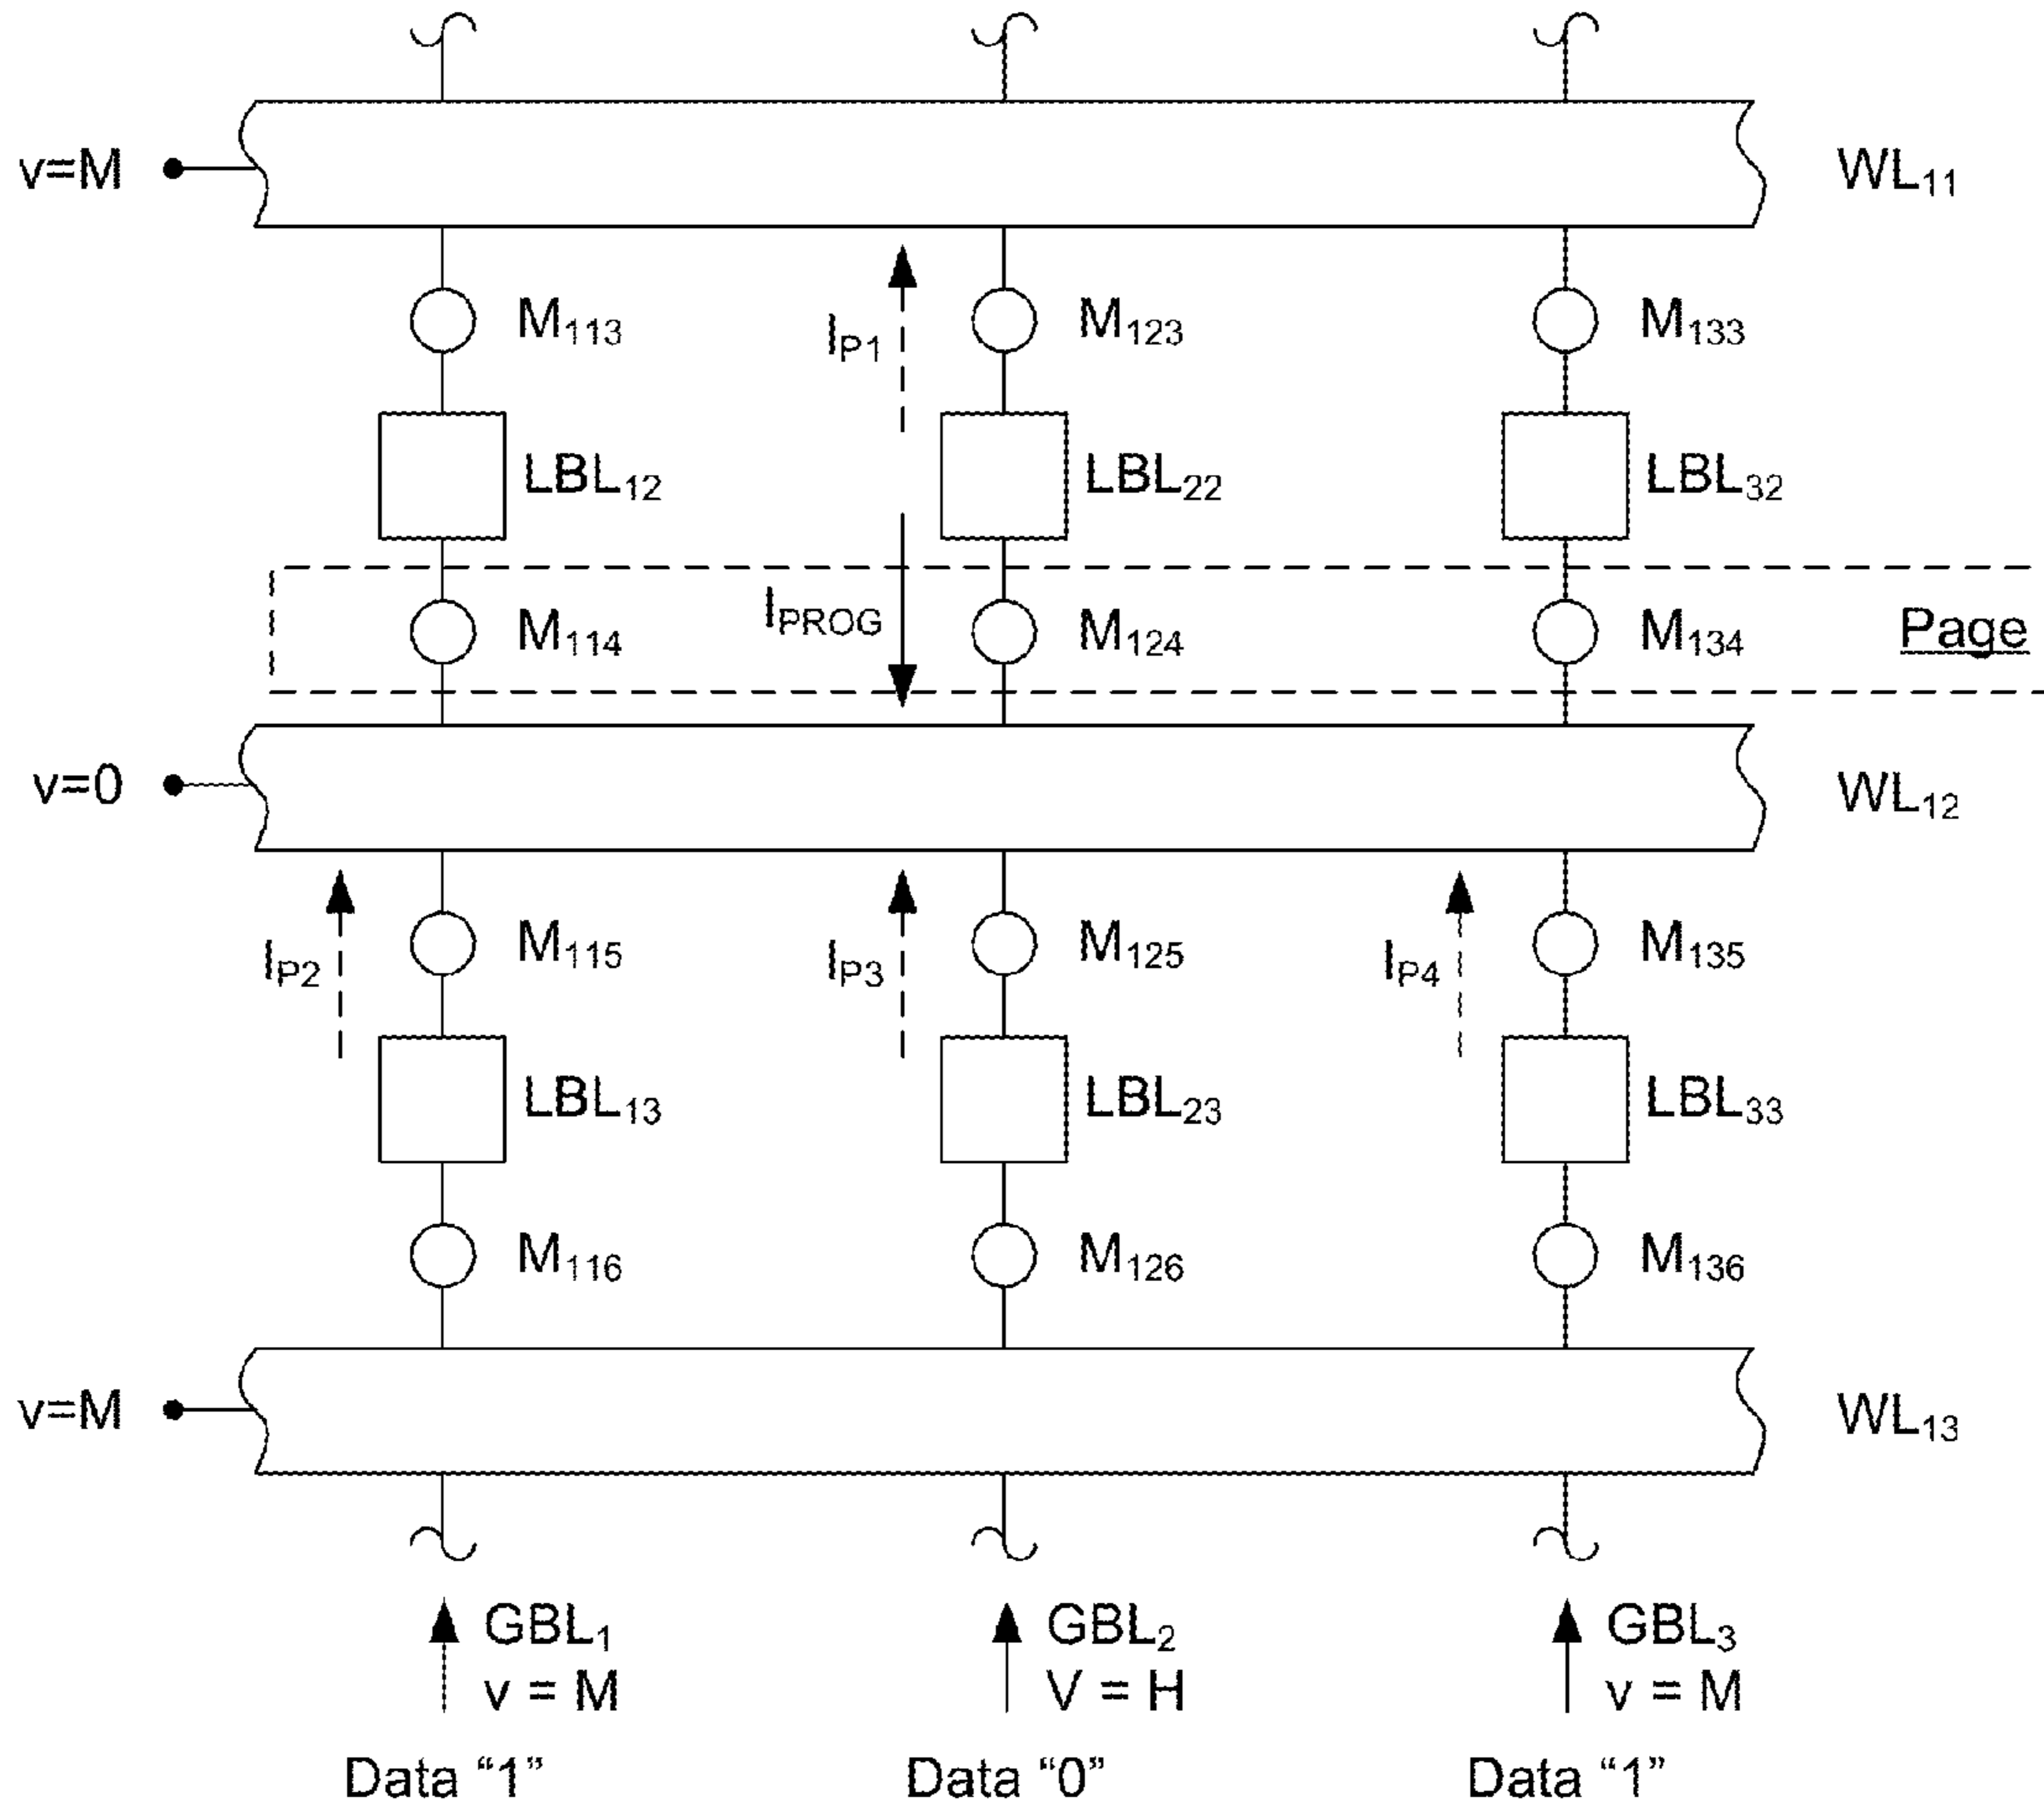 v=M WL11
M113 IP1 M123 M133
LBL12 LBL22 LBL32
M114 IPROG M124 M134 Page
v=0 WL12
IP2 M115 IP3 M125 IP4 M135
LBL13 LBL23 LBL33
M116 M126 M136
v=M WL13
GBL1 GBL2 GBL3
v = M V = H v = M
Data “1” Data “0” Data “1”